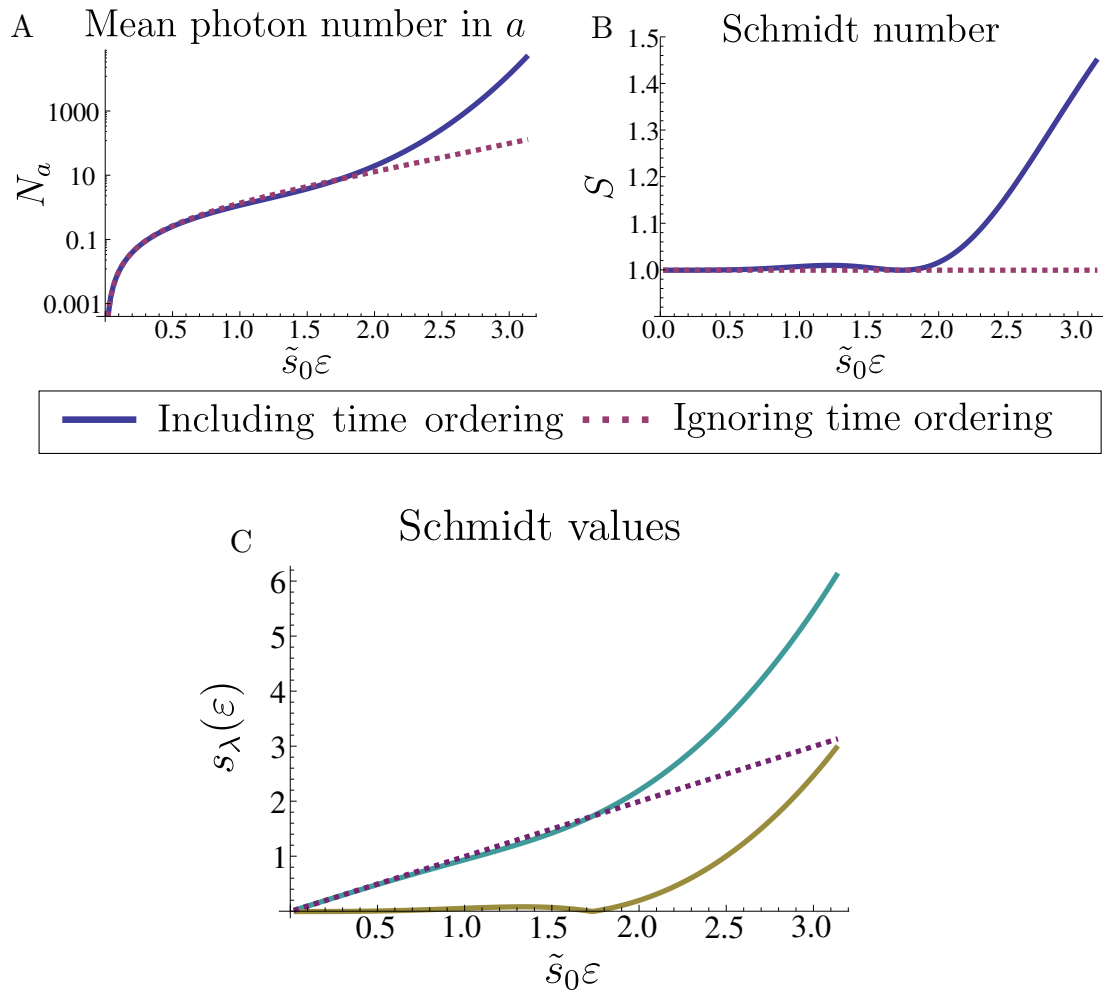 A Mean photon number in a
1000
10
0.1
0.001
N_a
0.5 1.0 1.5 2.0 2.5 3.0
s̃₀ε
B Schmidt number
1.5
1.4
1.3
1.2
1.1
1.0
S
0.0 0.5 1.0 1.5 2.0 2.5 3.0
s̃₀ε
Including time ordering Ignoring time ordering
C Schmidt values
6
5
4
3
2
1
s_λ(ε)
0.5 1.0 1.5 2.0 2.5 3.0
s̃₀ε